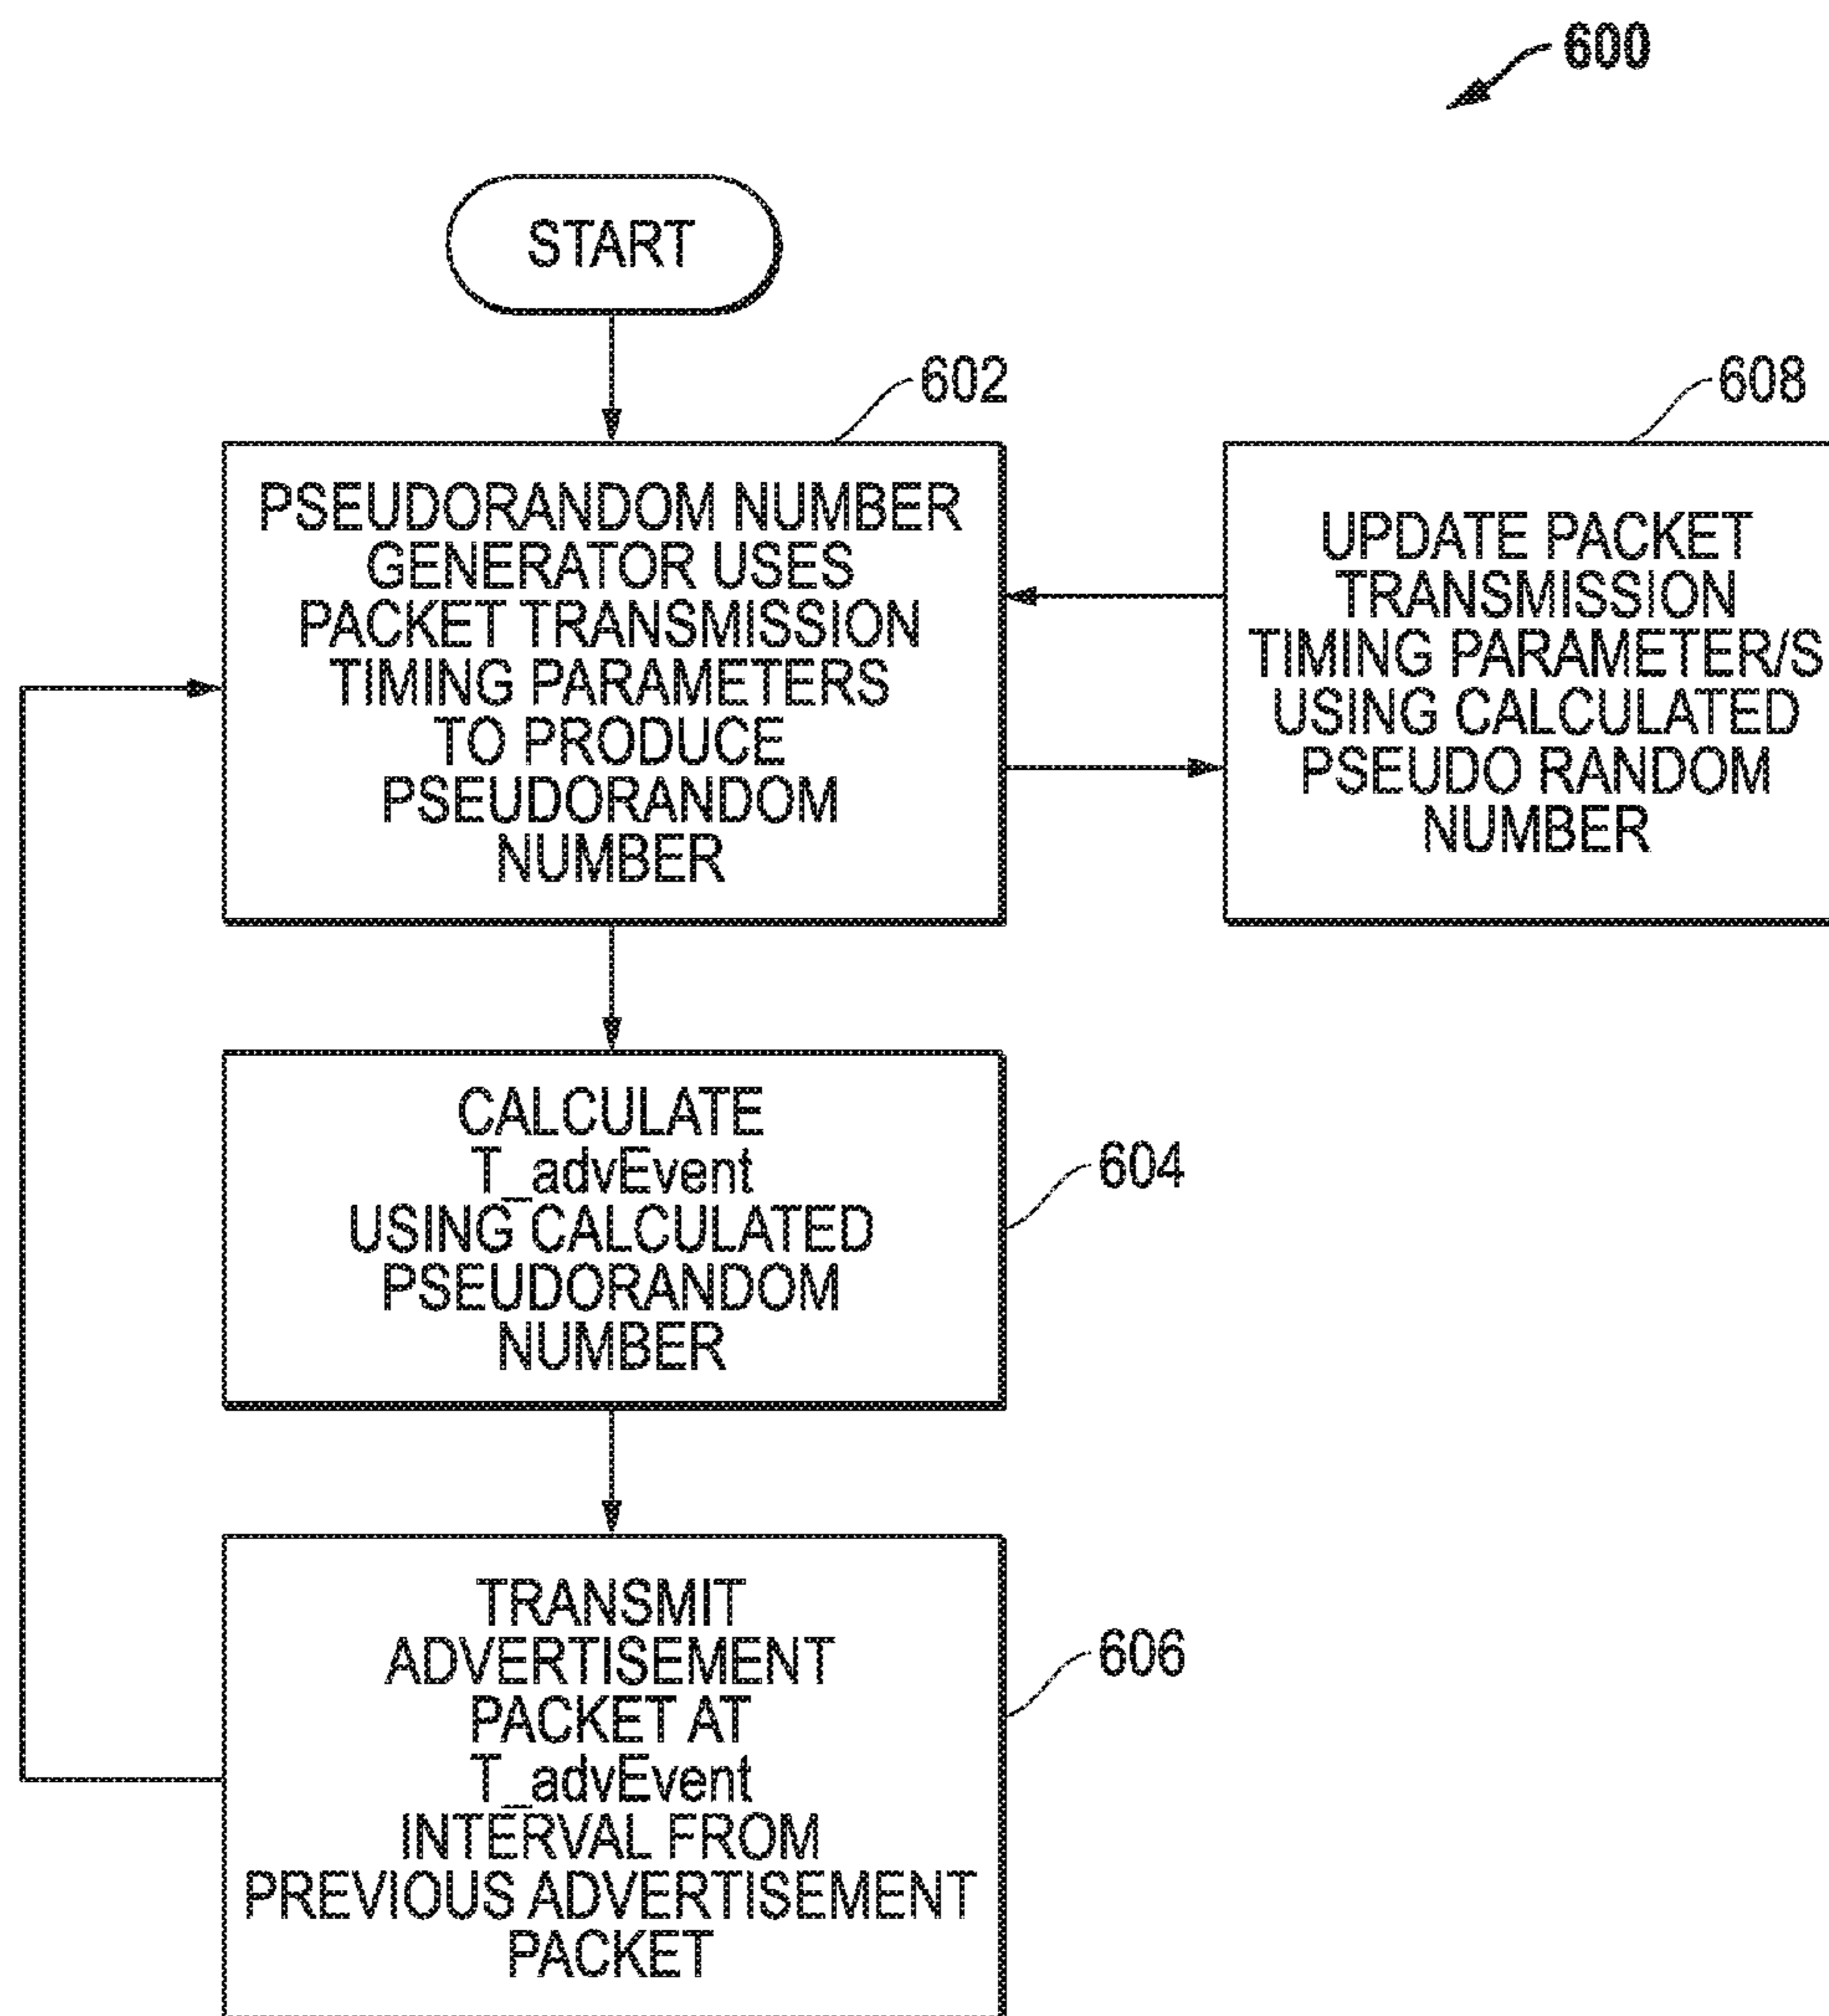 600
START
602
PSEUDORANDOM NUMBER
GENERATOR USES
PACKET TRANSMISSION
TIMING PARAMETERS
TO PRODUCE
PSEUDORANDOM
NUMBER
608
UPDATE PACKET
TRANSMISSION
TIMING PARAMETER/S
USING CALCULATED
PSEUDO RANDOM
NUMBER
CALCULATE
T_advEvent
USING CALCULATED
PSEUDORANDOM
NUMBER
604
TRANSMIT
ADVERTISEMENT
PACKET AT
T_advEvent
INTERVAL FROM
PREVIOUS ADVERTISEMENT
PACKET
606